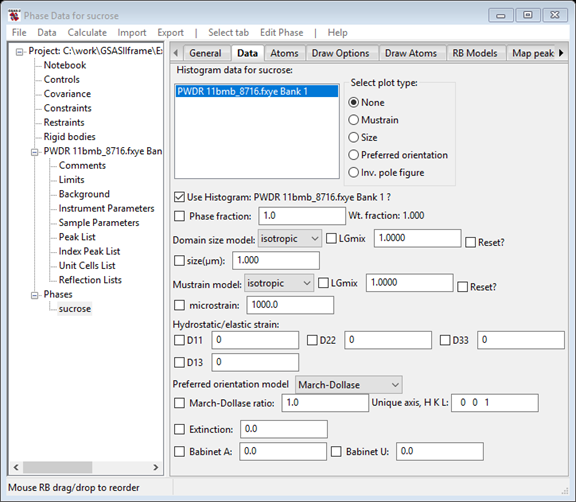 Phase Data for sucrose
File Data Calculate Import Export | Select tab Edit Phase | Help
Project: C:\work\GSASIIframe\E
Notebook
Controls
Covariance
Constraints
Restraints
Rigid bodies
PWDR 11bmb_8716.fxye Ban
Comments
Limits
Background
Instrument Parameters
Sample Parameters
Peak List
Index Peak List
Unit Cells List
Reflection Lists
Phases
sucrose
General Data Atoms Draw Options Draw Atoms RB Models Map peak
Histogram data for sucrose:
PWDR 11bmb_8716.fxye Bank 1
Select plot type:
None
Mustrain
Size
Preferred orientation
Inv. pole figure
Use Histogram: PWDR 11bmb_8716.fxye Bank 1 ?
Phase fraction: 1.0 Wt. fraction: 1.000
Domain size model: isotropic LGmix 1.0000 Reset?
size(µm): 1.000
Mustrain model: isotropic LGmix 1.0000 Reset?
microstrain: 1000.0
Hydrostatic/elastic strain:
D11 0 D22 0 D33 0
D13 0
Preferred orientation model March-Dollase
March-Dollase ratio: 1.0 Unique axis, H K L: 0 0 1
Extinction: 0.0
Babinet A: 0.0 Babinet U: 0.0
Mouse RB drag/drop to reorder